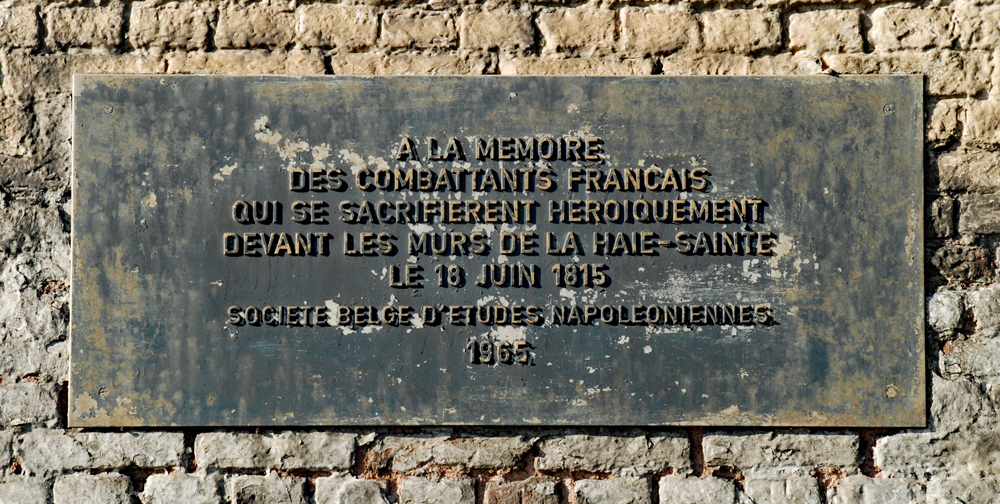 A LA MEMOIRE
DES COMBATTANTS FRANCAIS
QUI SE SACRIFIERENT HEROIQUEMENT
DEVANT LES MURS DE LA HAIE-SAINTE
LE 18 JUIN 1815
SOCIETE BELGE D'ETUDES NAPOLEONIENNES
1965